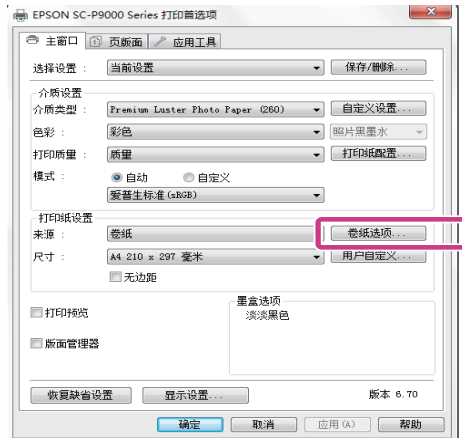 EPSON SC-P9000 Series 打印首选项
主窗口 页版面 应用工具
选择设置： 当前设置 保存/删除...
介质设置
介质类型： Premium Luster Photo Paper (260) 自定义设置...
色彩： 彩色 照片黑墨水
打印质量： 质量 打印纸配置...
模式： 自动 自定义
爱普生标准(sRGB)
打印纸设置
来源： 卷纸 卷纸选项...
尺寸： A4 210 x 297 毫米 用户自定义...
无边距
打印预览
墨盒选项
淡淡黑色
版面管理器
恢复缺省设置 显示设置... 版本 6.70
确定 取消 应用(A) 帮助